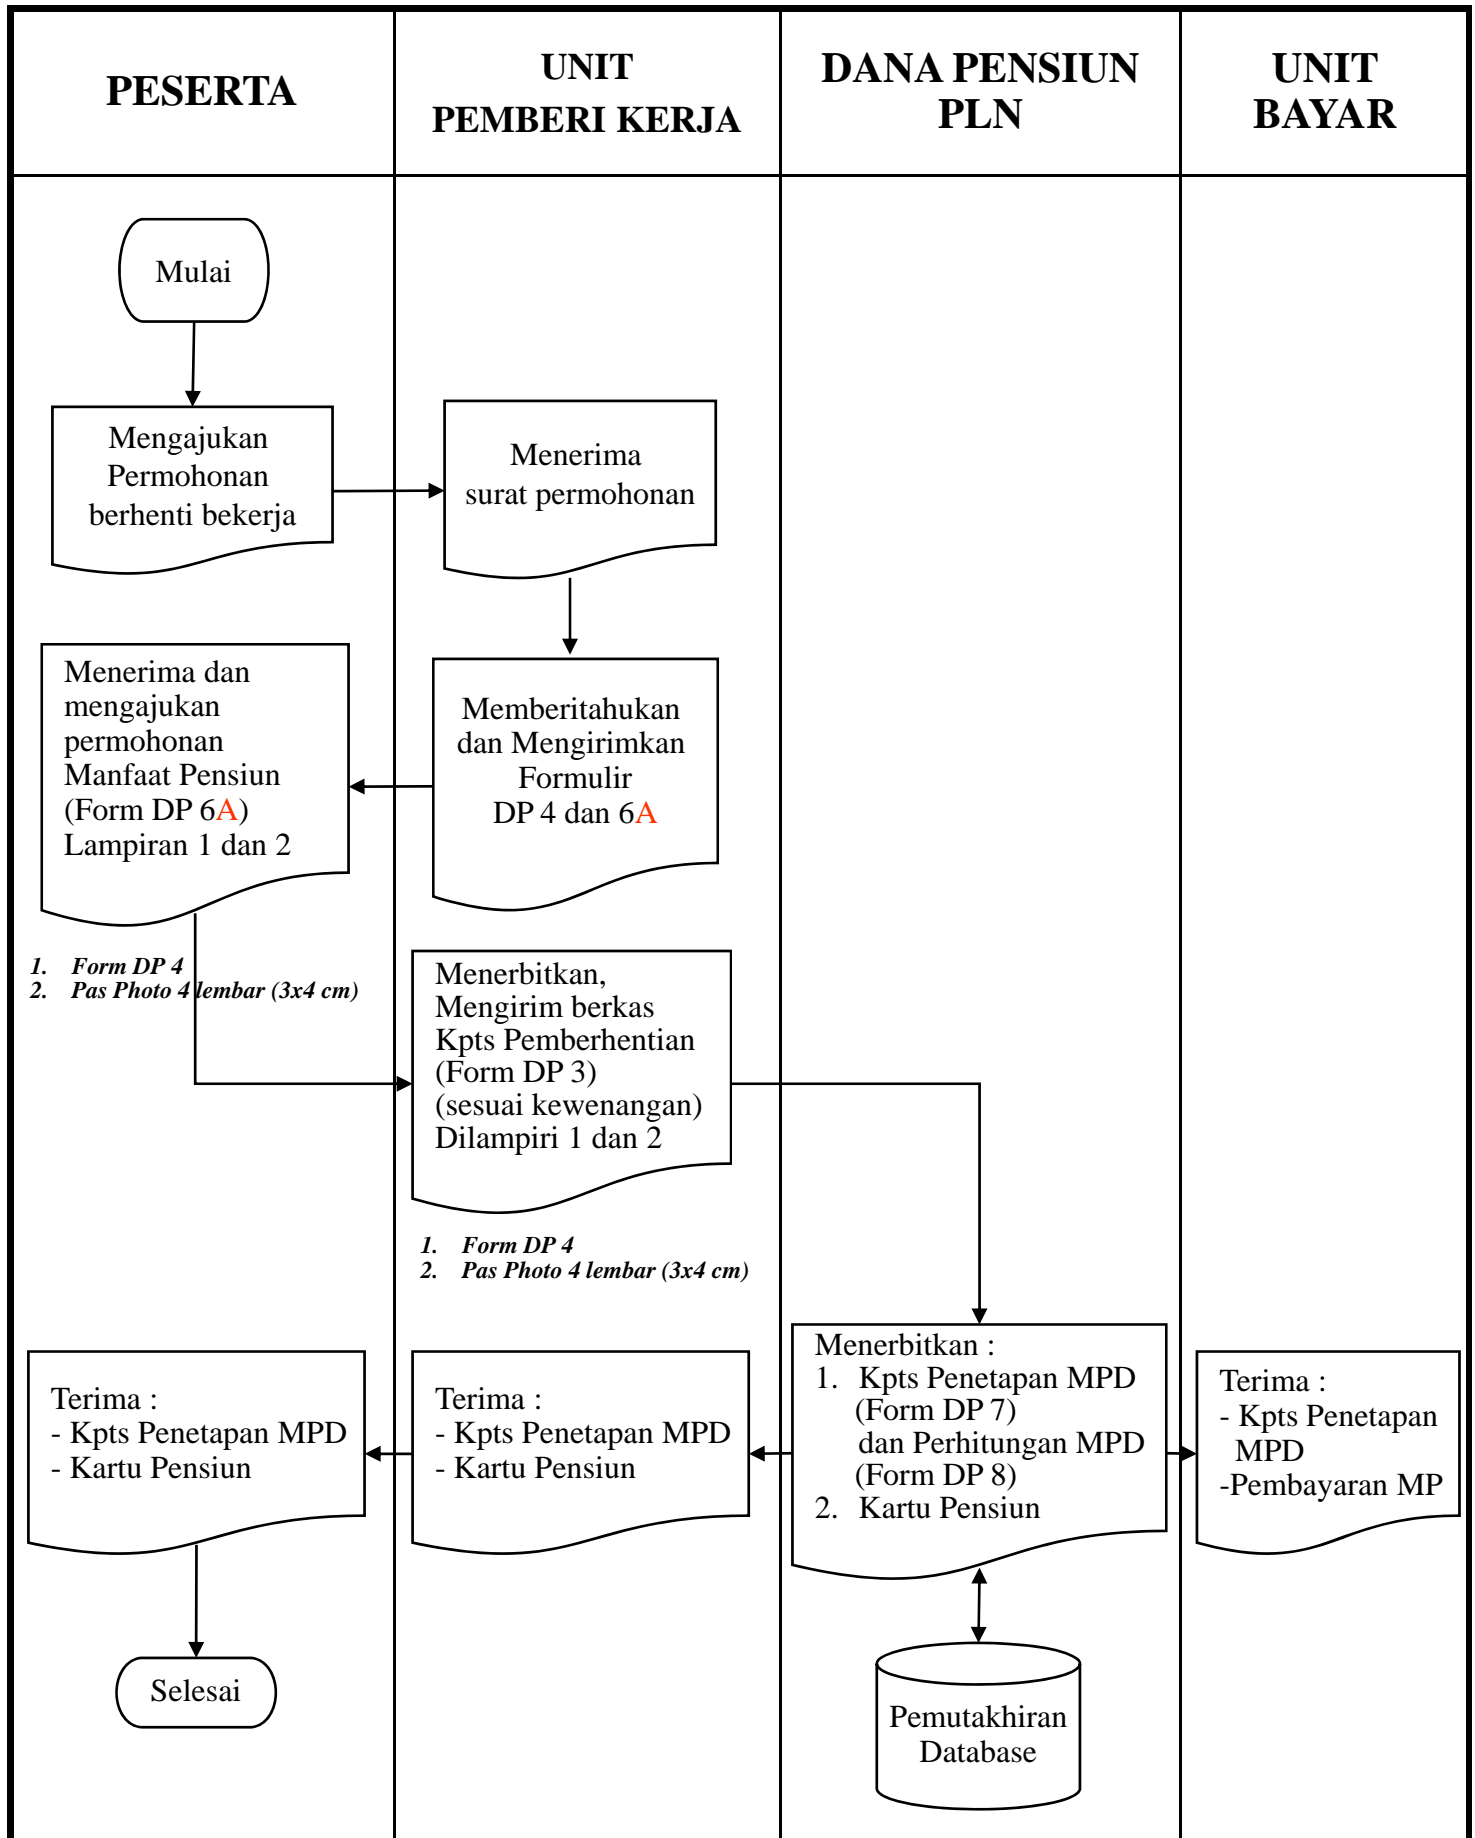 PESERTA
UNIT
PEMBERI KERJA
DANA PENSIUN
PLN
UNIT
BAYAR
Mulai
Mengajukan
Permohonan
berhenti bekerja
Menerima
surat permohonan
Memberitahukan
dan Mengirimkan
Formulir
DP 4 dan 6A
Menerima dan
mengajukan
permohonan
Manfaat Pensiun
(Form DP 6A)
Lampiran 1 dan 2
1. Form DP 4
2. Pas Photo 4 lembar (3x4 cm)
Menerbitkan,
Mengirim berkas
Kpts Pemberhentian
(Form DP 3)
(sesuai kewenangan)
Dilampiri 1 dan 2
1. Form DP 4
2. Pas Photo 4 lembar (3x4 cm)
Menerbitkan :
1. Kpts Penetapan MPD
(Form DP 7)
dan Perhitungan MPD
(Form DP 8)
2. Kartu Pensiun
Terima :
- Kpts Penetapan
MPD
-Pembayaran MP
Terima :
- Kpts Penetapan MPD
- Kartu Pensiun
Terima :
- Kpts Penetapan MPD
- Kartu Pensiun
Selesai
Pemutakhiran
Database